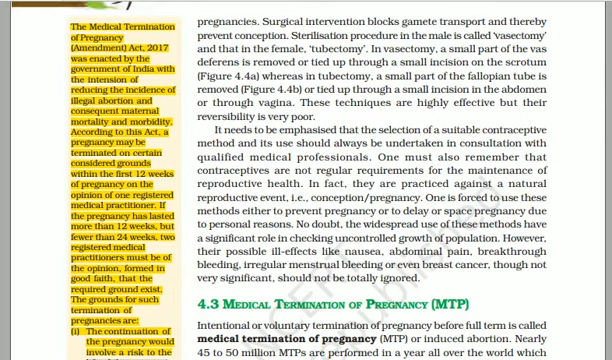 The Medical Termination
of Pregnancy
(Amendment) Act, 2017
was enacted by the
government of India with
the intension of
reducing the incidence of
illegal abortion and
consequent maternal
mortality and morbidity.
According to this Act, a
pregnancy may be
terminated on certain
considered grounds
within the first 12 weeks
of pregnancy on the
opinion of one registered
medical practitioner. If
the pregnancy has lasted
more than 12 weeks, but
fewer than 24 weeks, two
registered medical
practitioners must be of
the opinion, formed in
good faith, that the
required ground exist.
The grounds for such
termination of
pregnancies are:
(i) The continuation of
the pregnancy would
involve a risk to the
pregnancies. Surgical intervention blocks gamete transport and thereby
prevent conception. Sterilisation procedure in the male is called ‘vasectomy’
and that in the female, ‘tubectomy’. In vasectomy, a small part of the vas
deferens is removed or tied up through a small incision on the scrotum
(Figure 4.4a) whereas in tubectomy, a small part of the fallopian tube is
removed (Figure 4.4b) or tied up through a small incision in the abdomen
or through vagina. These techniques are highly effective but their
reversibility is very poor.
It needs to be emphasised that the selection of a suitable contraceptive
method and its use should always be undertaken in consultation with
qualified medical professionals. One must also remember that
contraceptives are not regular requirements for the maintenance of
reproductive health. In fact, they are practiced against a natural
reproductive event, i.e., conception/pregnancy. One is forced to use these
methods either to prevent pregnancy or to delay or space pregnancy due
to personal reasons. No doubt, the widespread use of these methods have
a significant role in checking uncontrolled growth of population. However,
their possible ill-effects like nausea, abdominal pain, breakthrough
bleeding, irregular menstrual bleeding or even breast cancer, though not
very significant, should not be totally ignored.
4.3 MEDICAL TERMINATION OF PREGNANCY (MTP)
Intentional or voluntary termination of pregnancy before full term is called
medical termination of pregnancy (MTP) or induced abortion. Nearly
45 to 50 million MTPs are performed in a year all over the world which